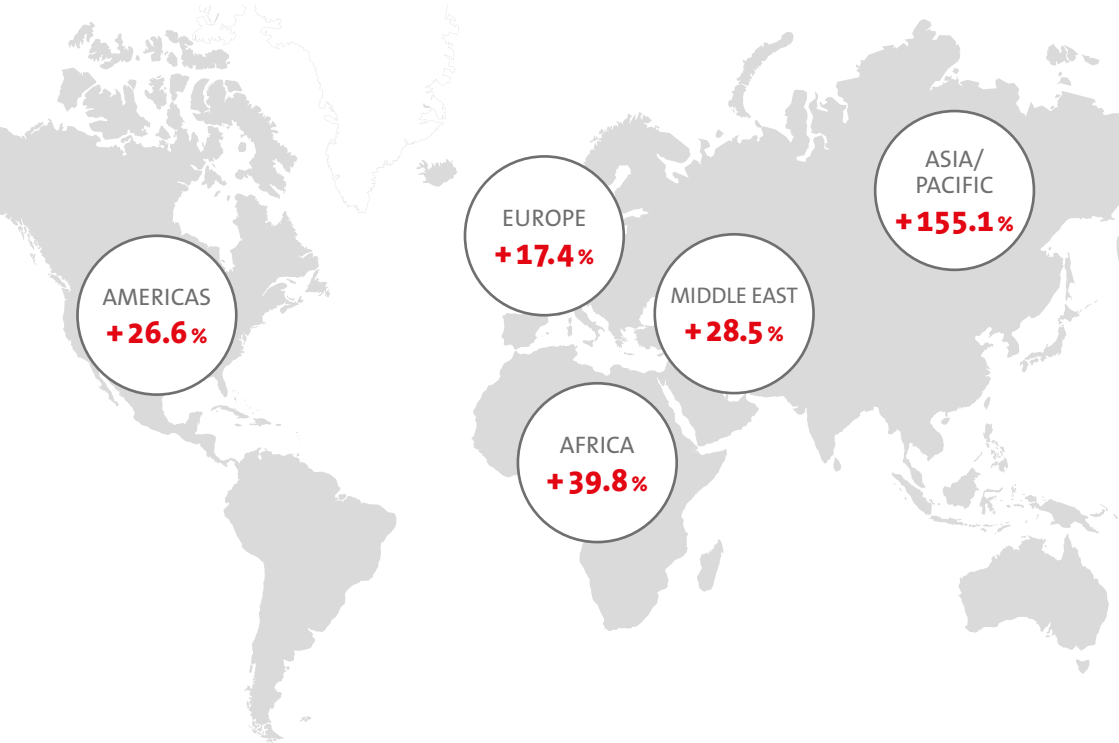 AMERICAS
+26.6%
EUROPE
+17.4%
AFRICA
+39.8%
MIDDLE EAST
+28.5%
ASIA/
PACIFIC
+155.1%